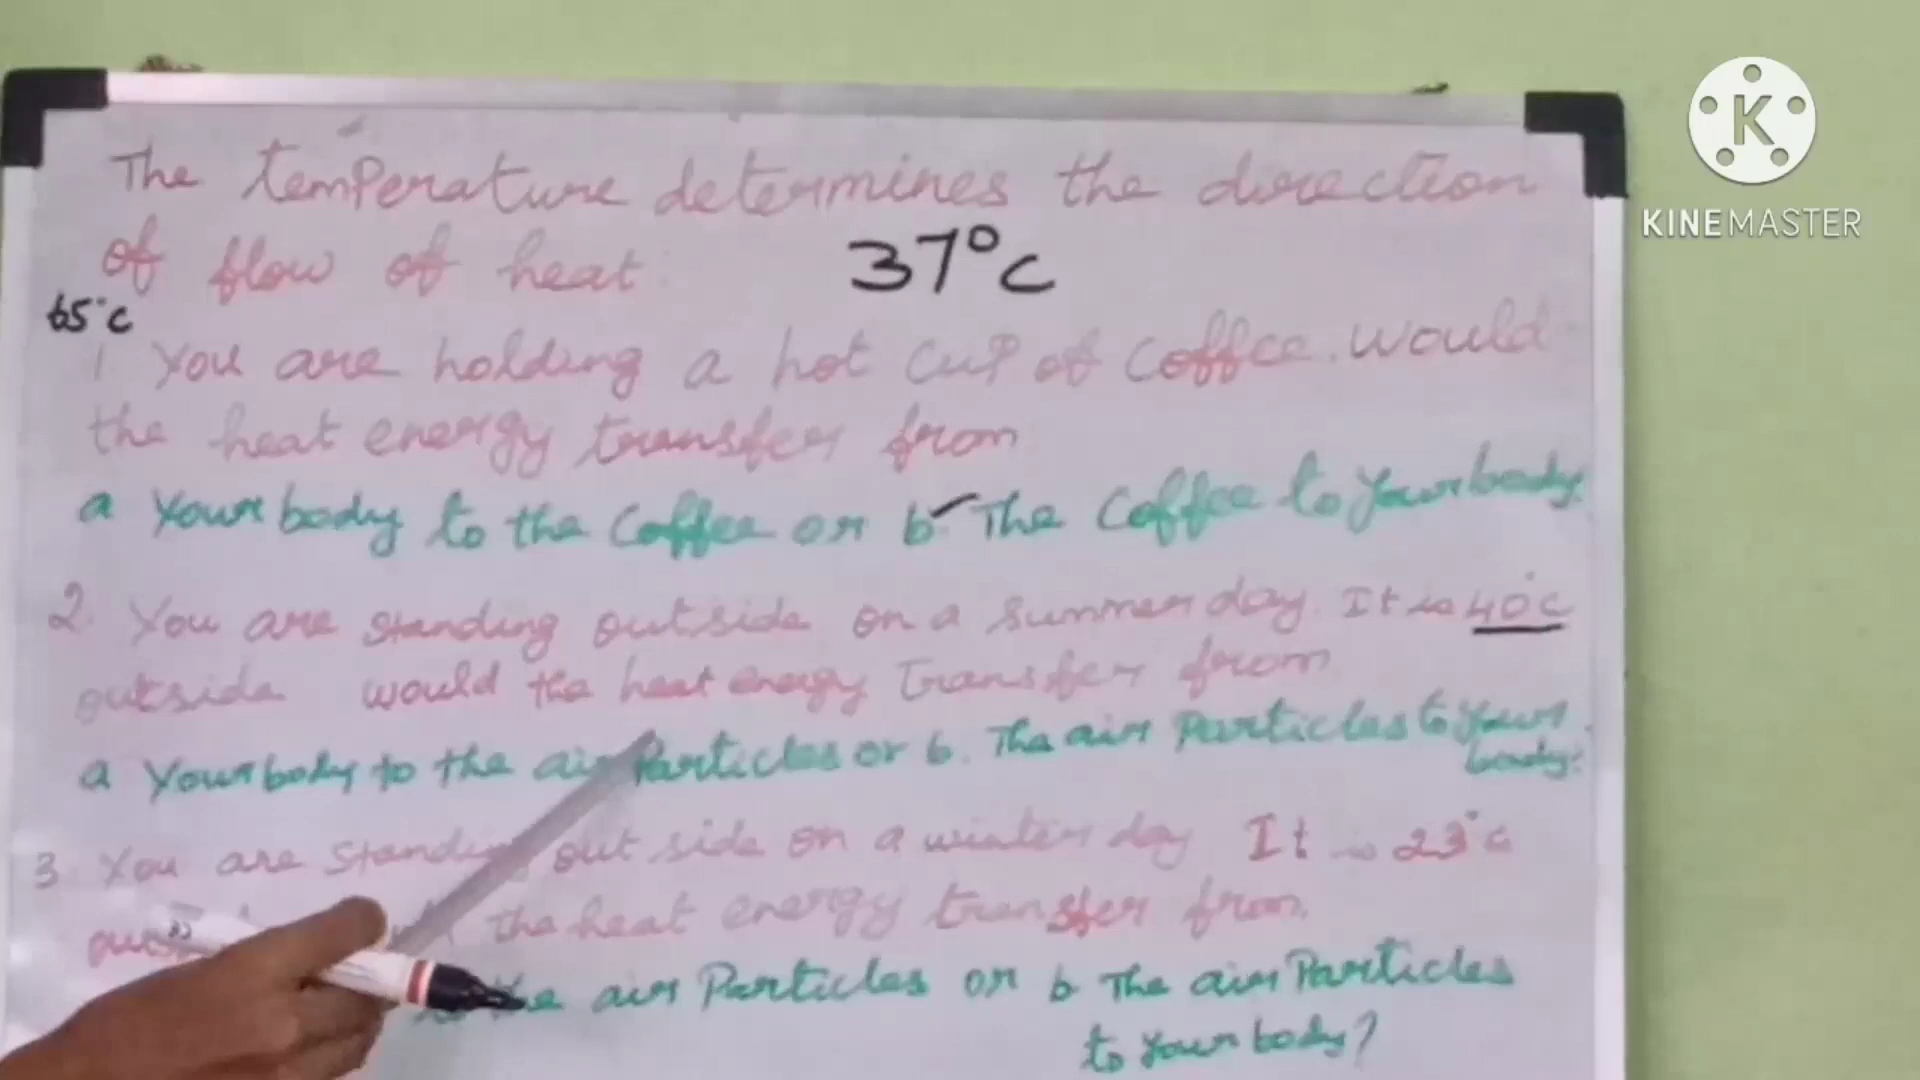 The temperature determines the direction
of flow of heat.
37°C
65°C
1 You are holding a hot cup of coffee. Would
the heat energy transfer from
a Your body to the coffee or b The Coffee to your body.
2. You are standing outside on a summer day. It is 40°C
outside would the heat energy Transfer from
a Your body to the air Particles or b. The air Particles to your
body.
3 You are standing out side on a winter day It is 23°C
the heat energy transfer from
the air Particles or b The air Particles
to Your body?
K
KINEMASTER